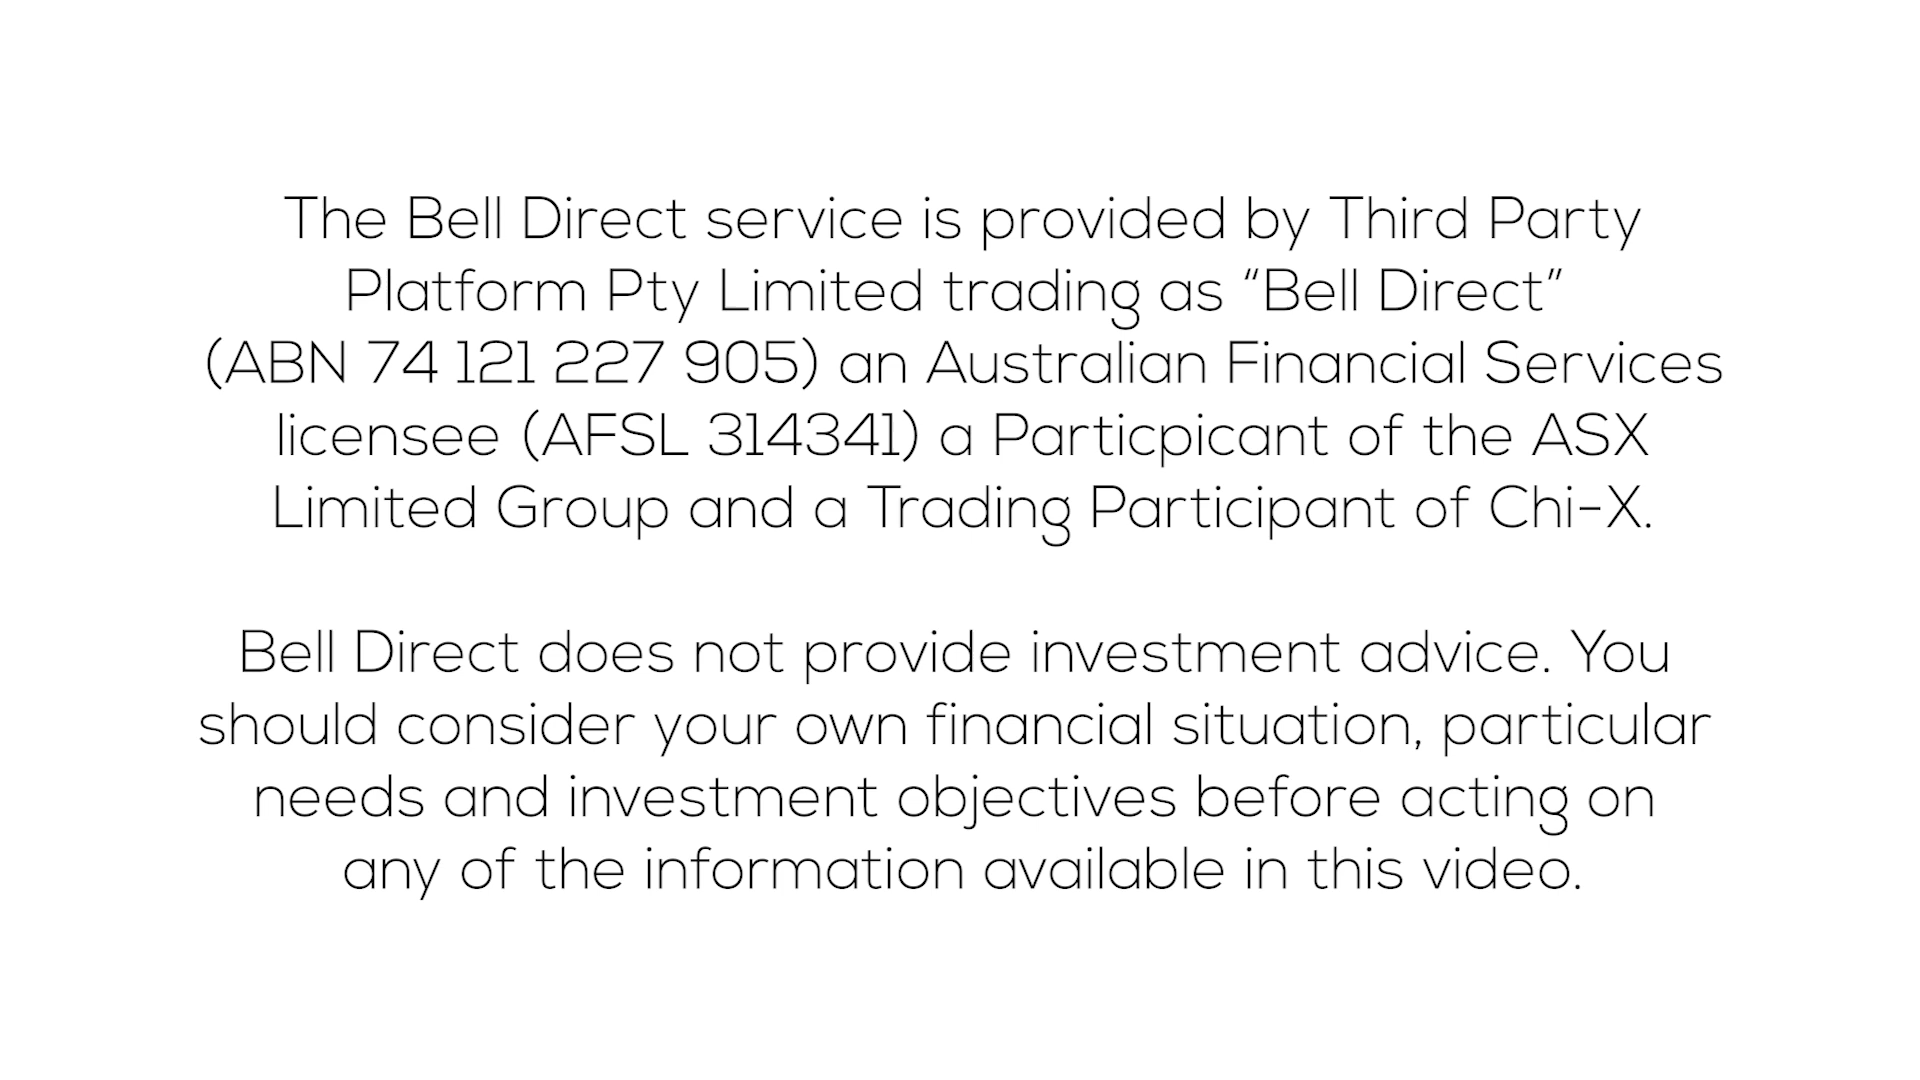 The Bell Direct service is provided by Third Party
Platform Pty Limited trading as “Bell Direct”
(ABN 74 121 227 905) an Australian Financial Services
licensee (AFSL 314341) a Particpicant of the ASX
Limited Group and a Trading Participant of Chi-X.
Bell Direct does not provide investment advice. You
should consider your own financial situation, particular
needs and investment objectives before acting on
any of the information available in this video.